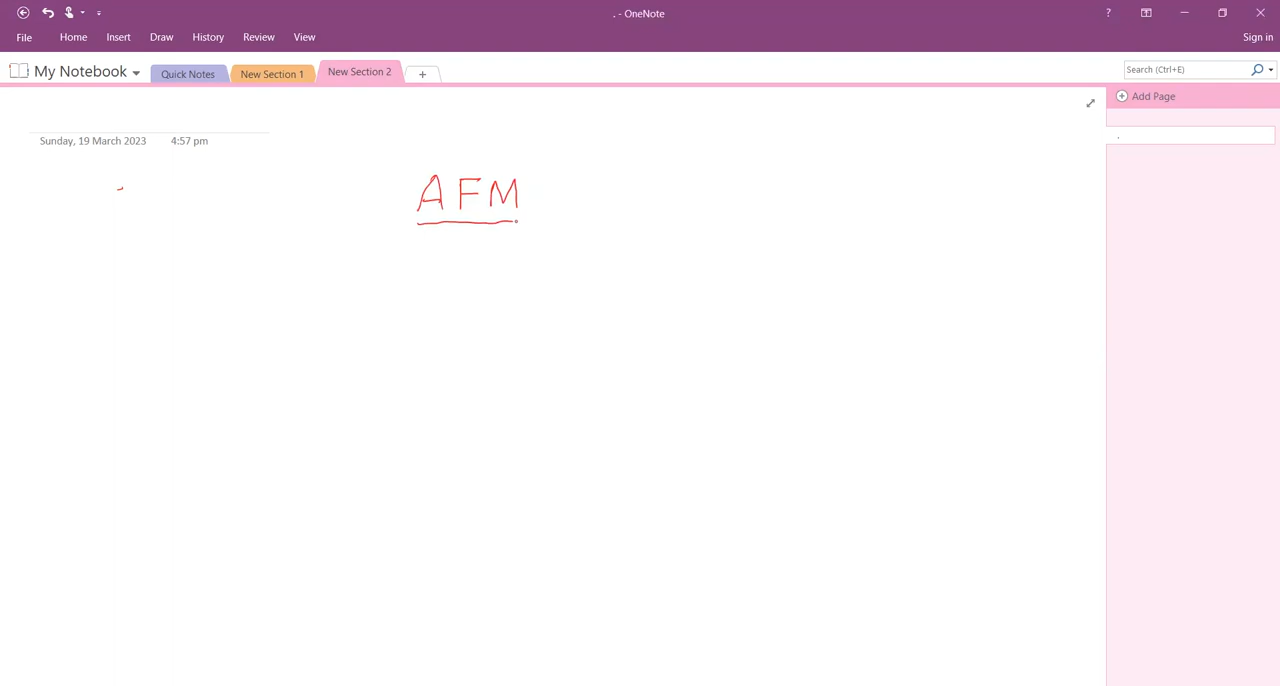 . - OneNote
?
File Home Insert Draw History Review View Sign in
My Notebook Quick Notes New Section 1 New Section 2 + Search (Ctrl+E)
Add Page
Sunday, 19 March 2023 4:57 pm
.
AFM